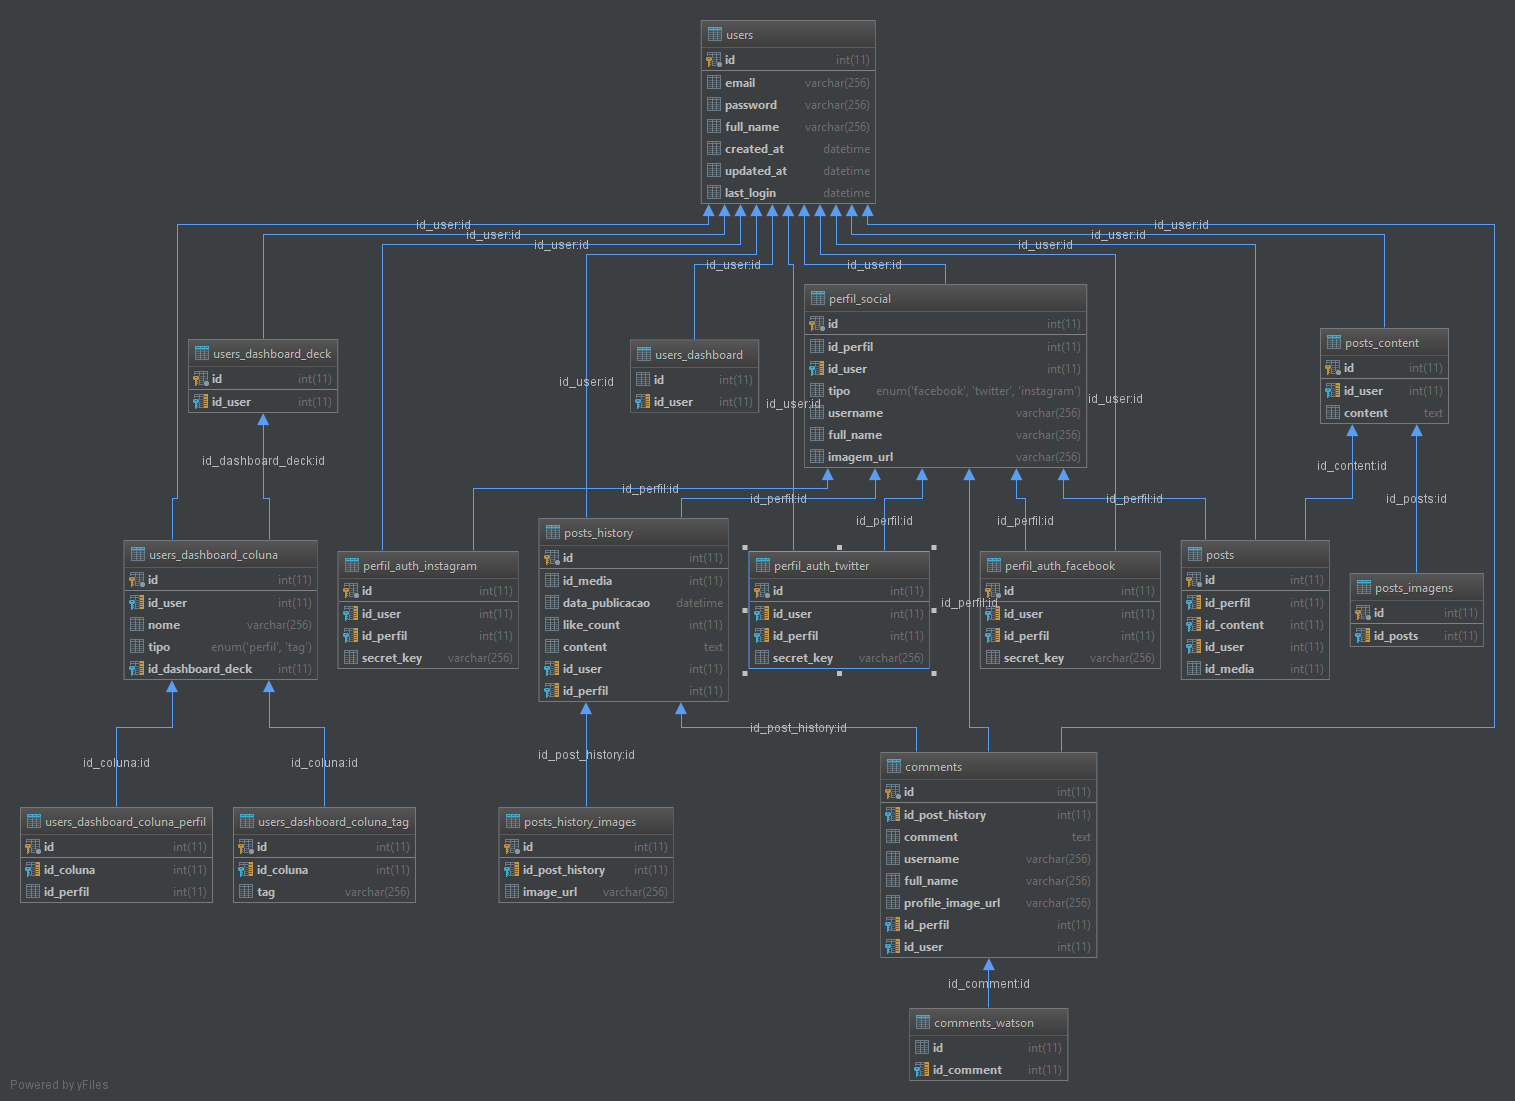 users
id int(11)
email varchar(256)
password varchar(256)
full_name varchar(256)
created_at datetime
updated_at datetime
last_login datetime
id_user:id
id_user:id
id_user:id
id_user:id
id_user:id
id_user:id
id_user:id
id_user:id
id_user:id
id_user:id
id_user:id
perfil_social
id int(11)
id_perfil int(11)
id_user int(11)
tipo enum('facebook', 'twitter', 'instagram')
username varchar(256)
full_name varchar(256)
imagem_url varchar(256)
users_dashboard_deck
id int(11)
id_user int(11)
users_dashboard
id int(11)
id_user int(11)
posts_content
id int(11)
id_user int(11)
content text
id_dashboard_deck:id
id_perfil:id
id_perfil:id
id_perfil:id
id_perfil:id
id_perfil:id
id_perfil:id
id_content:id
id_posts:id
users_dashboard_coluna
id int(11)
id_user int(11)
nome varchar(256)
tipo enum('perfil', 'tag')
id_dashboard_deck int(11)
perfil_auth_instagram
id int(11)
id_user int(11)
id_perfil int(11)
secret_key varchar(256)
posts_history
id int(11)
id_media int(11)
data_publicacao datetime
like_count int(11)
content text
id_user int(11)
id_perfil int(11)
perfil_auth_twitter
id int(11)
id_user int(11)
id_perfil int(11)
secret_key varchar(256)
perfil_auth_facebook
id int(11)
id_user int(11)
id_perfil int(11)
secret_key varchar(256)
posts
id int(11)
id_perfil int(11)
id_content int(11)
id_user int(11)
id_media int(11)
posts_imagens
id int(11)
id_posts int(11)
id_coluna:id
id_coluna:id
id_post_history:id
id_post_history:id
users_dashboard_coluna_perfil
id int(11)
id_coluna int(11)
id_perfil int(11)
users_dashboard_coluna_tag
id int(11)
id_coluna int(11)
tag varchar(256)
posts_history_images
id int(11)
id_post_history int(11)
image_url varchar(256)
comments
id int(11)
id_post_history int(11)
comment text
username varchar(256)
full_name varchar(256)
profile_image_url varchar(256)
id_perfil int(11)
id_user int(11)
id_comment:id
comments_watson
id int(11)
id_comment int(11)
Powered by yFiles